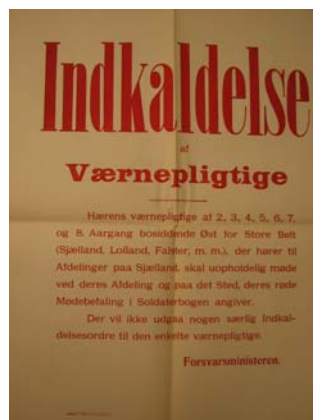 Indkaldelse
af
Værnepligtige
Hærens værnepligtige af 2, 3, 4, 5, 6, 7,
og 8. Aargang bosiddende Øst for Store Belt
(Sjælland, Lolland, Falster, m. m.), der hører til
Afdelinger paa Sjælland, skal uopholdelig møde
ved deres Afdeling og paa det Sted, deres røde
Mødebefaling i Soldaterbogen angiver.
Der vil ikke udgaa nogen særlig Indkal-
delsesordre til den enkelte værnepligtige.
Forsvarsministeren.